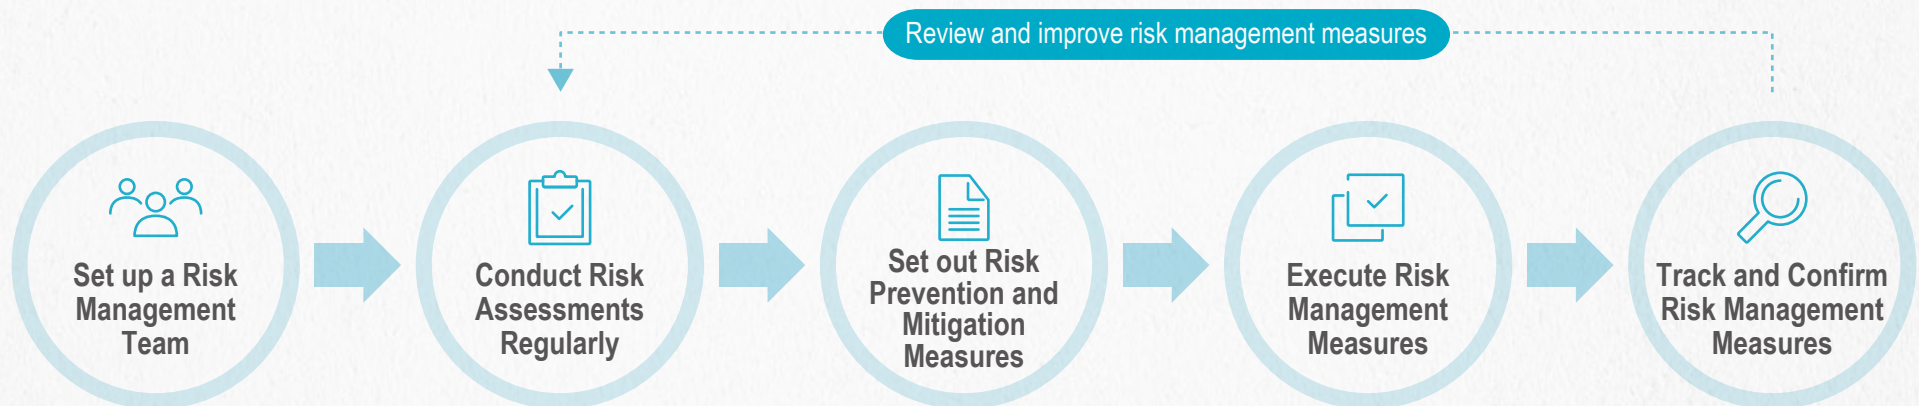 Review and improve risk management measures
Set up a Risk
Management
Team
Conduct Risk
Assessments
Regularly
Set out Risk
Prevention and
Mitigation
Measures
Execute Risk
Management
Measures
Track and Confirm
Risk Management
Measures